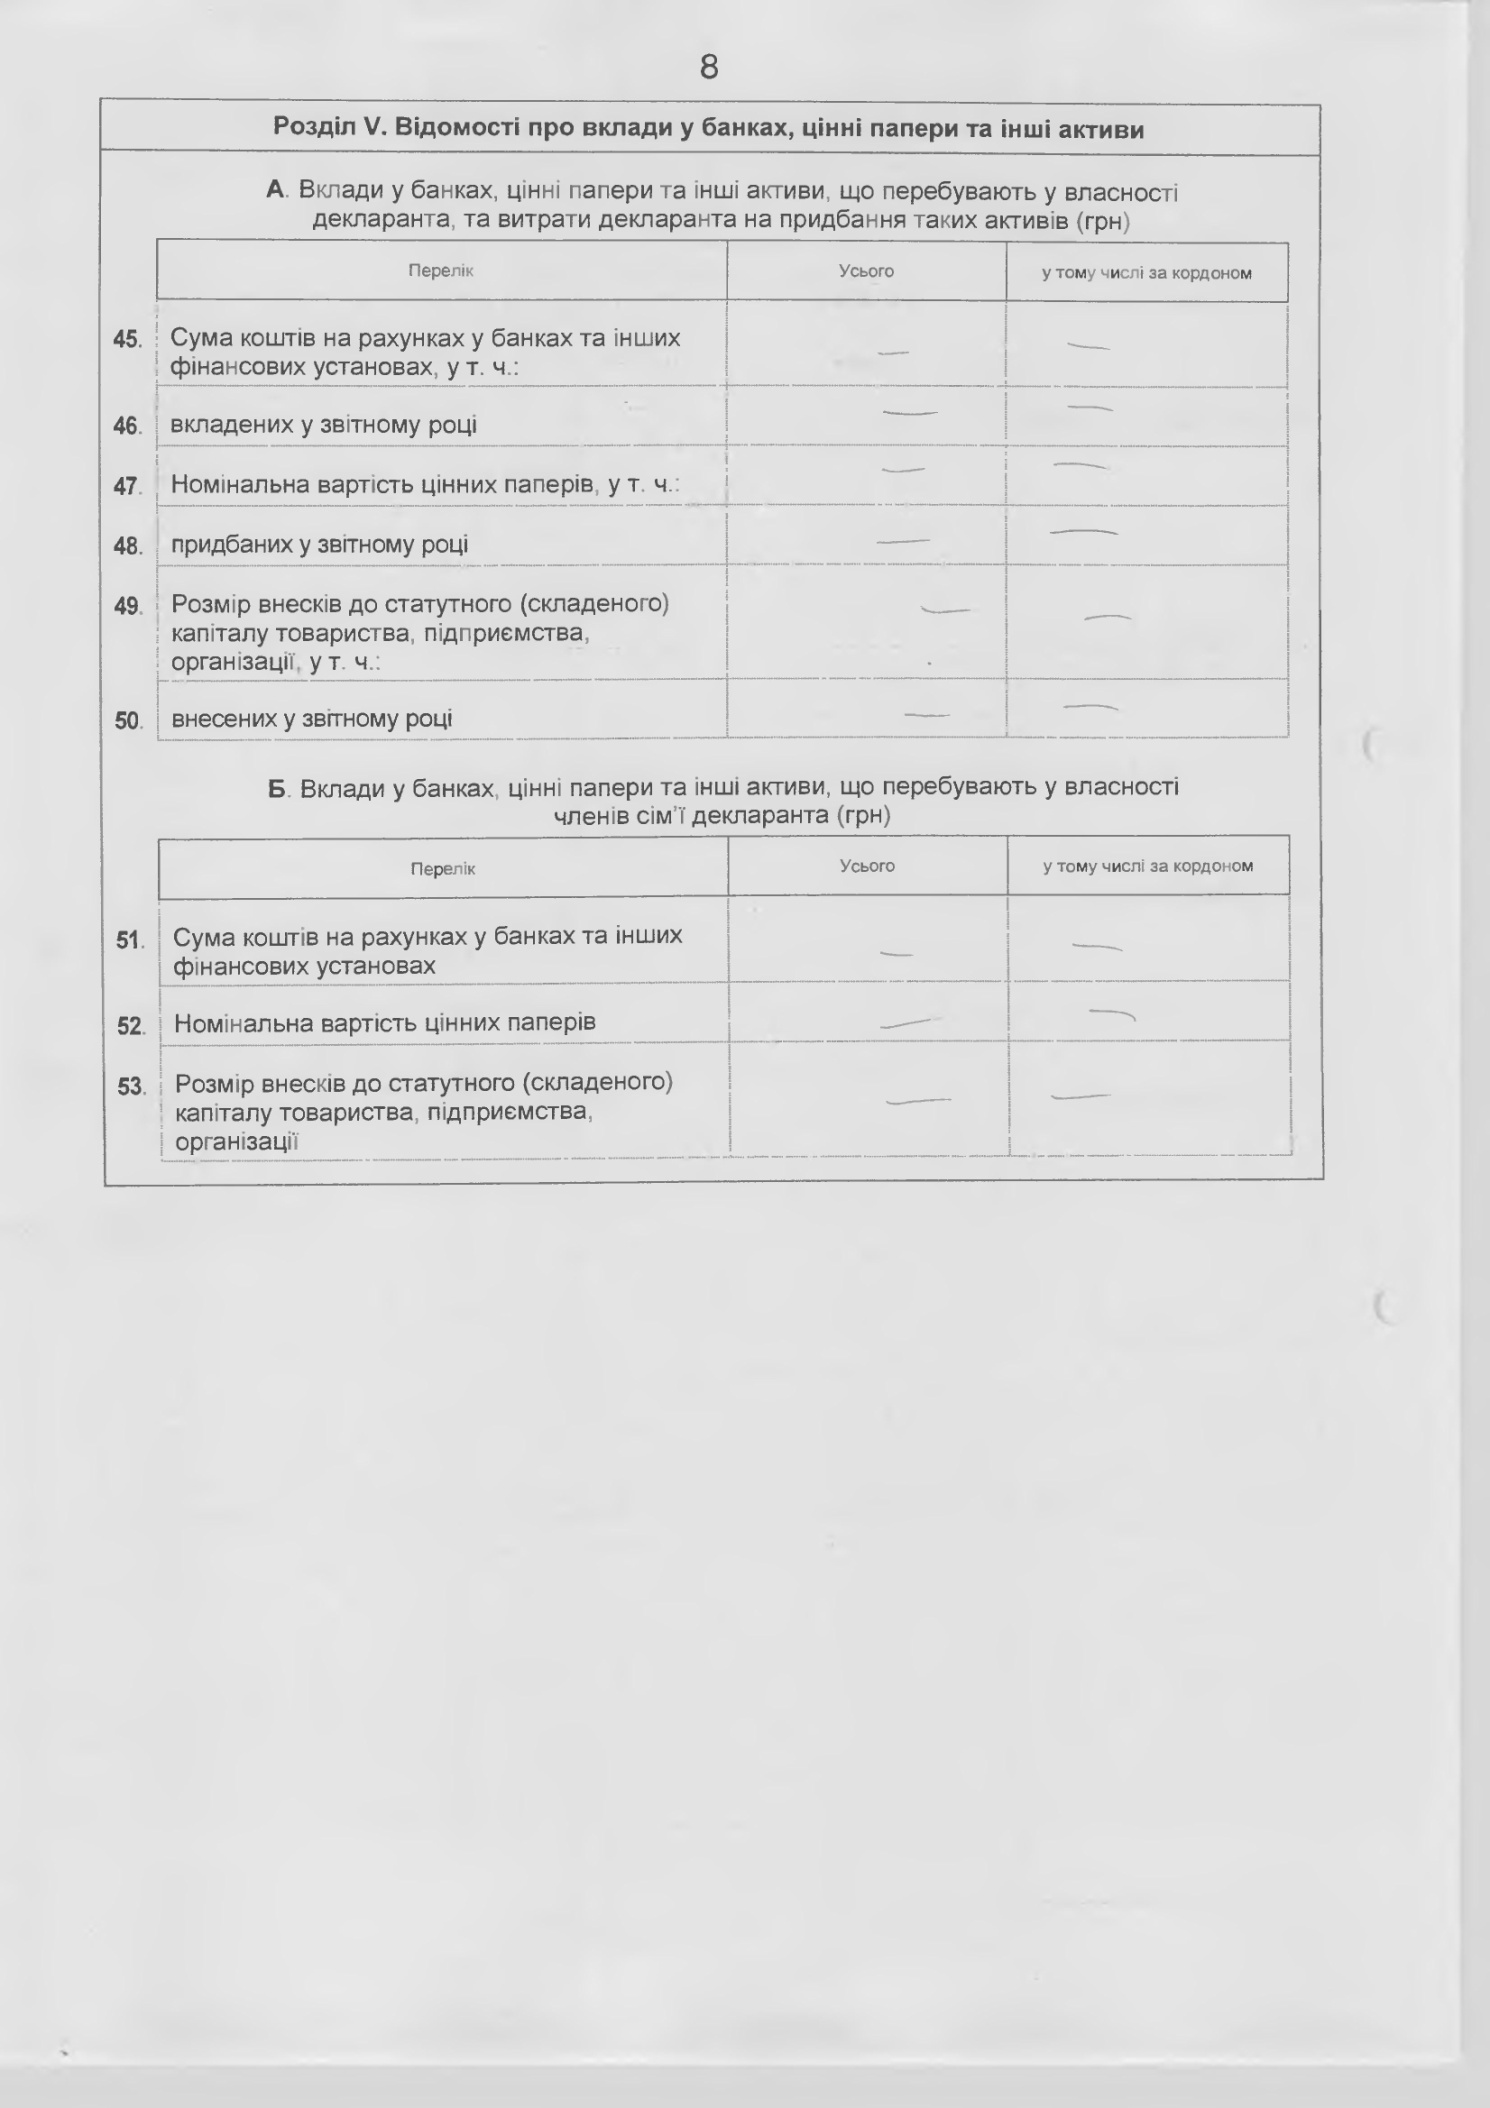 8
Розділ V. Відомості про вклади у банках, цінні папери та інші активи
А. Вклади у банках, цінні папери та інші активи, що перебувають у власності
декларанта, та витрати декларанта на придбання таких активів (грн)
Перелік Усього у тому числі за кордоном
45. Сума коштів на рахунках у банках та інших — —
фінансових установах, у т. ч.:
46. вкладених у звітному році — —
47. Номінальна вартість цінних паперів, у т. ч.: — —
48. придбаних у звітному році — —
49. Розмір внесків до статутного (складеного) — —
капіталу товариства, підприємства,
організації, у т. ч.:
50. внесених у звітному році — —
Б. Вклади у банках, цінні папери та інші активи, що перебувають у власності
членів сім’ї декларанта (грн)
Перелік Усього у тому числі за кордоном
51. Сума коштів на рахунках у банках та інших — —
фінансових установах
52. Номінальна вартість цінних паперів — —
53. Розмір внесків до статутного (складеного) — —
капіталу товариства, підприємства,
організації